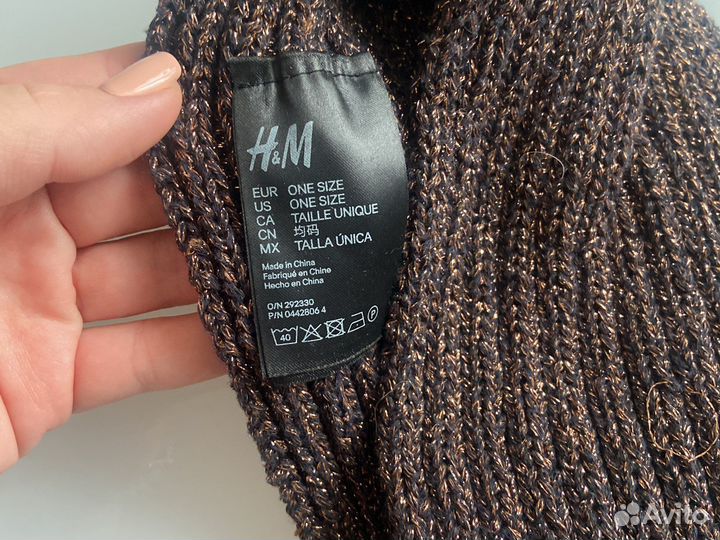 H&M
EUR ONE SIZE
US ONE SIZE
CA TAILLE UNIQUE
CN 均码
MX TALLA ÚNICA
Made in China
Fabriqué en Chine
Hecho en China
O/N 292330
P/N 0442806 4
40 P
Avito